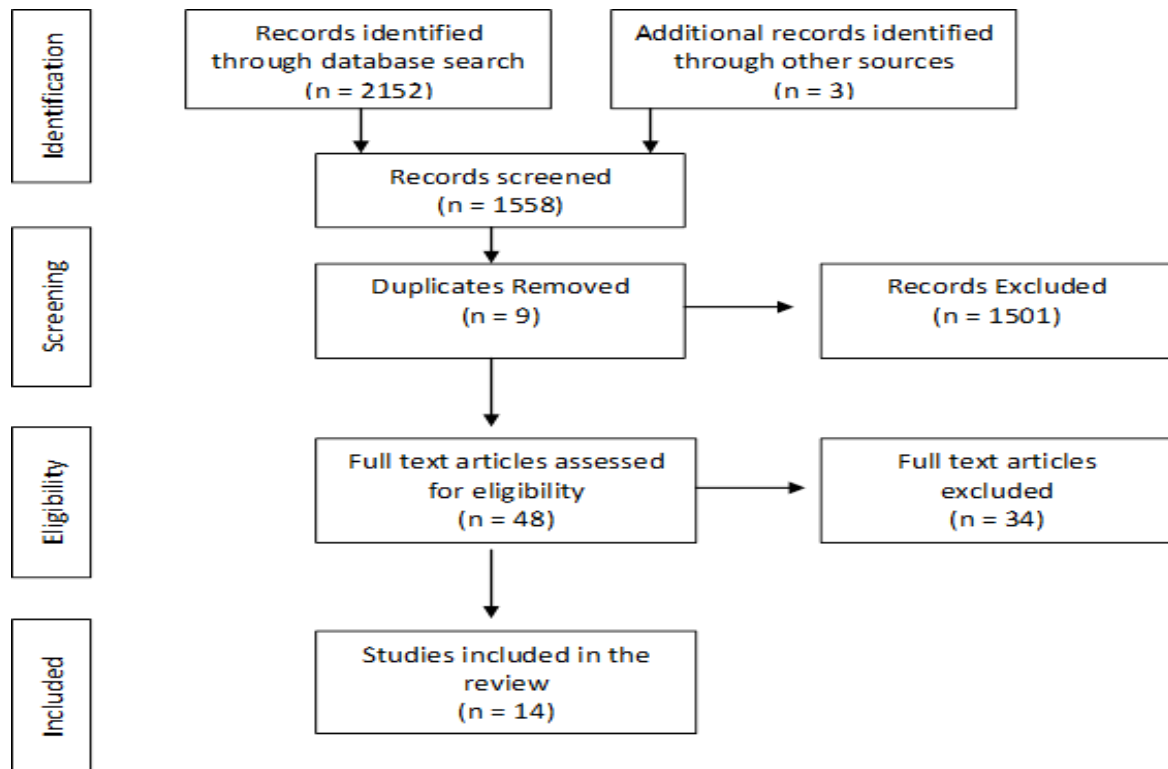 Identification
Records identified
through database search
(n = 2152)
Additional records identified
through other sources
(n = 3)
Records screened
(n = 1558)
Screening
Duplicates Removed
(n = 9)
Records Excluded
(n = 1501)
Eligibility
Full text articles assessed
for eligibility
(n = 48)
Full text articles
excluded
(n = 34)
Included
Studies included in the
review
(n = 14)